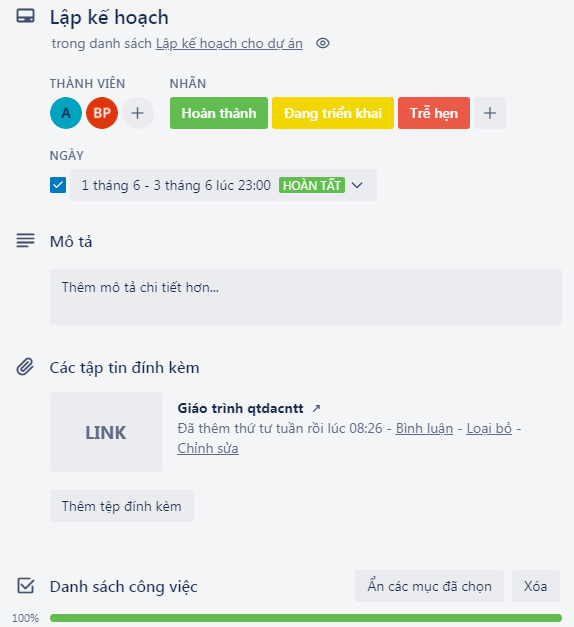 Lập kế hoạch
trong danh sách Lập kế hoạch cho dự án
THÀNH VIÊN NHÃN
A BP + Hoàn thành Đang triển khai Trễ hẹn +
NGÀY
1 tháng 6 - 3 tháng 6 lúc 23:00 HOÀN TẤT
Mô tả
Thêm mô tả chi tiết hơn...
Các tập tin đính kèm
Giáo trình qtdacntt ↗
LINK Đã thêm thứ tư tuần rồi lúc 08:26 - Bình luận - Loại bỏ -
Chỉnh sửa
Thêm tệp đính kèm
Danh sách công việc Ẩn các mục đã chọn Xóa
100%